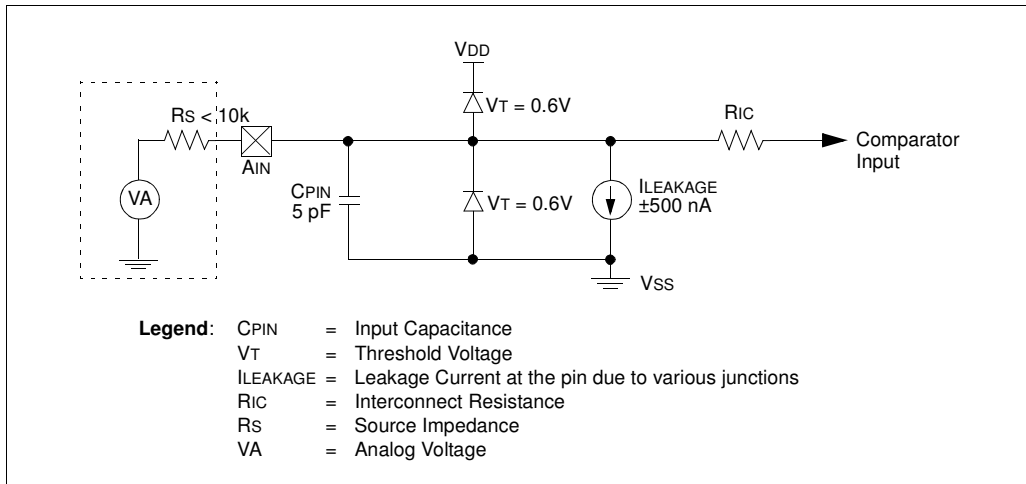 VDD
VT = 0.6V
RS < 10k
RIC
AIN
Comparator
Input
CPIN
5 pF
VA
VT = 0.6V
ILEAKAGE
±500 nA
VSS
Legend: CPIN = Input Capacitance
VT = Threshold Voltage
ILEAKAGE = Leakage Current at the pin due to various junctions
RIC = Interconnect Resistance
RS = Source Impedance
VA = Analog Voltage